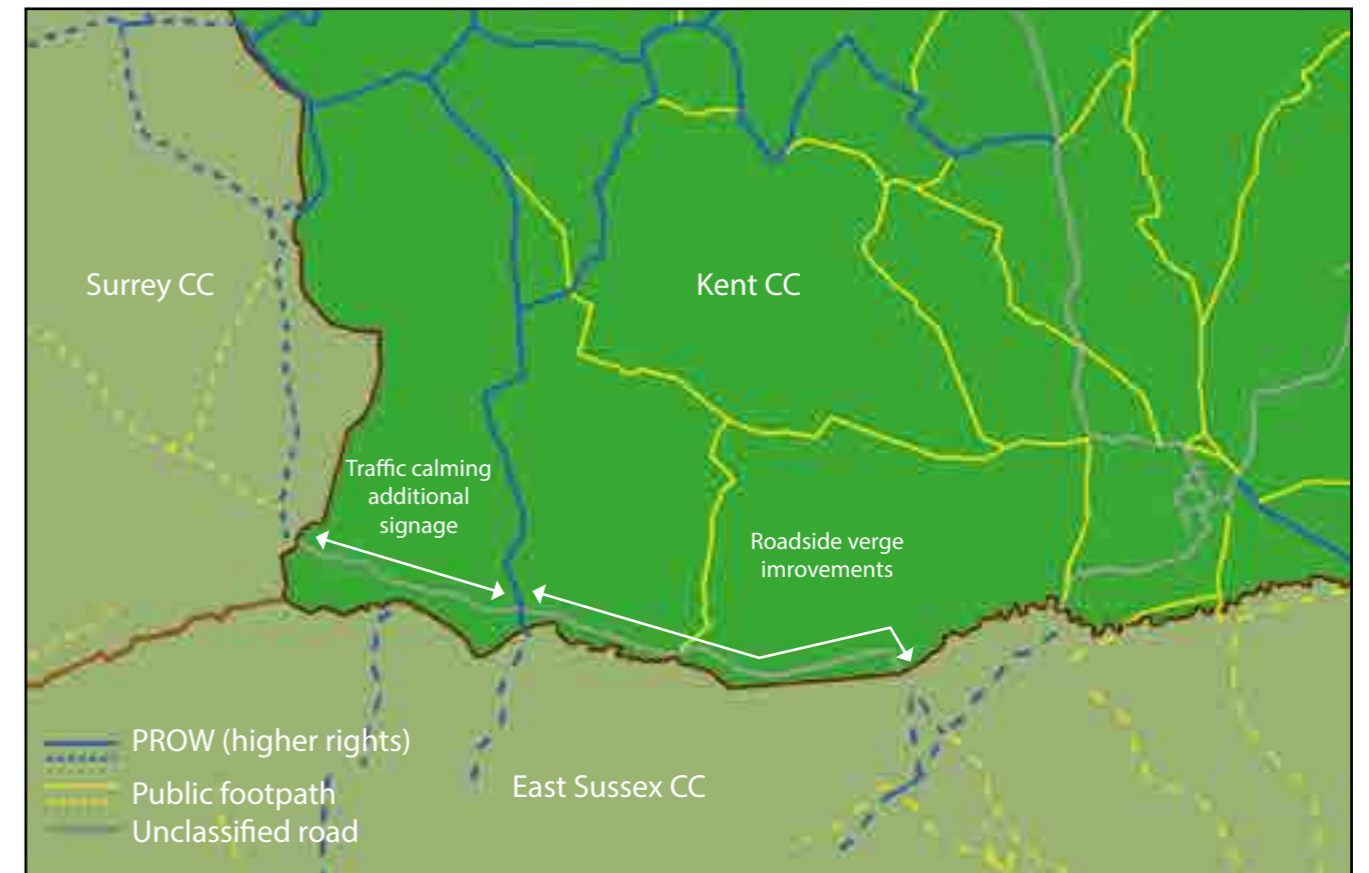 Surrey CC
Kent CC
Traffic calming
additional
signage
Roadside verge
imrovements
PROW (higher rights)
Public footpath
Unclassified road
East Sussex CC